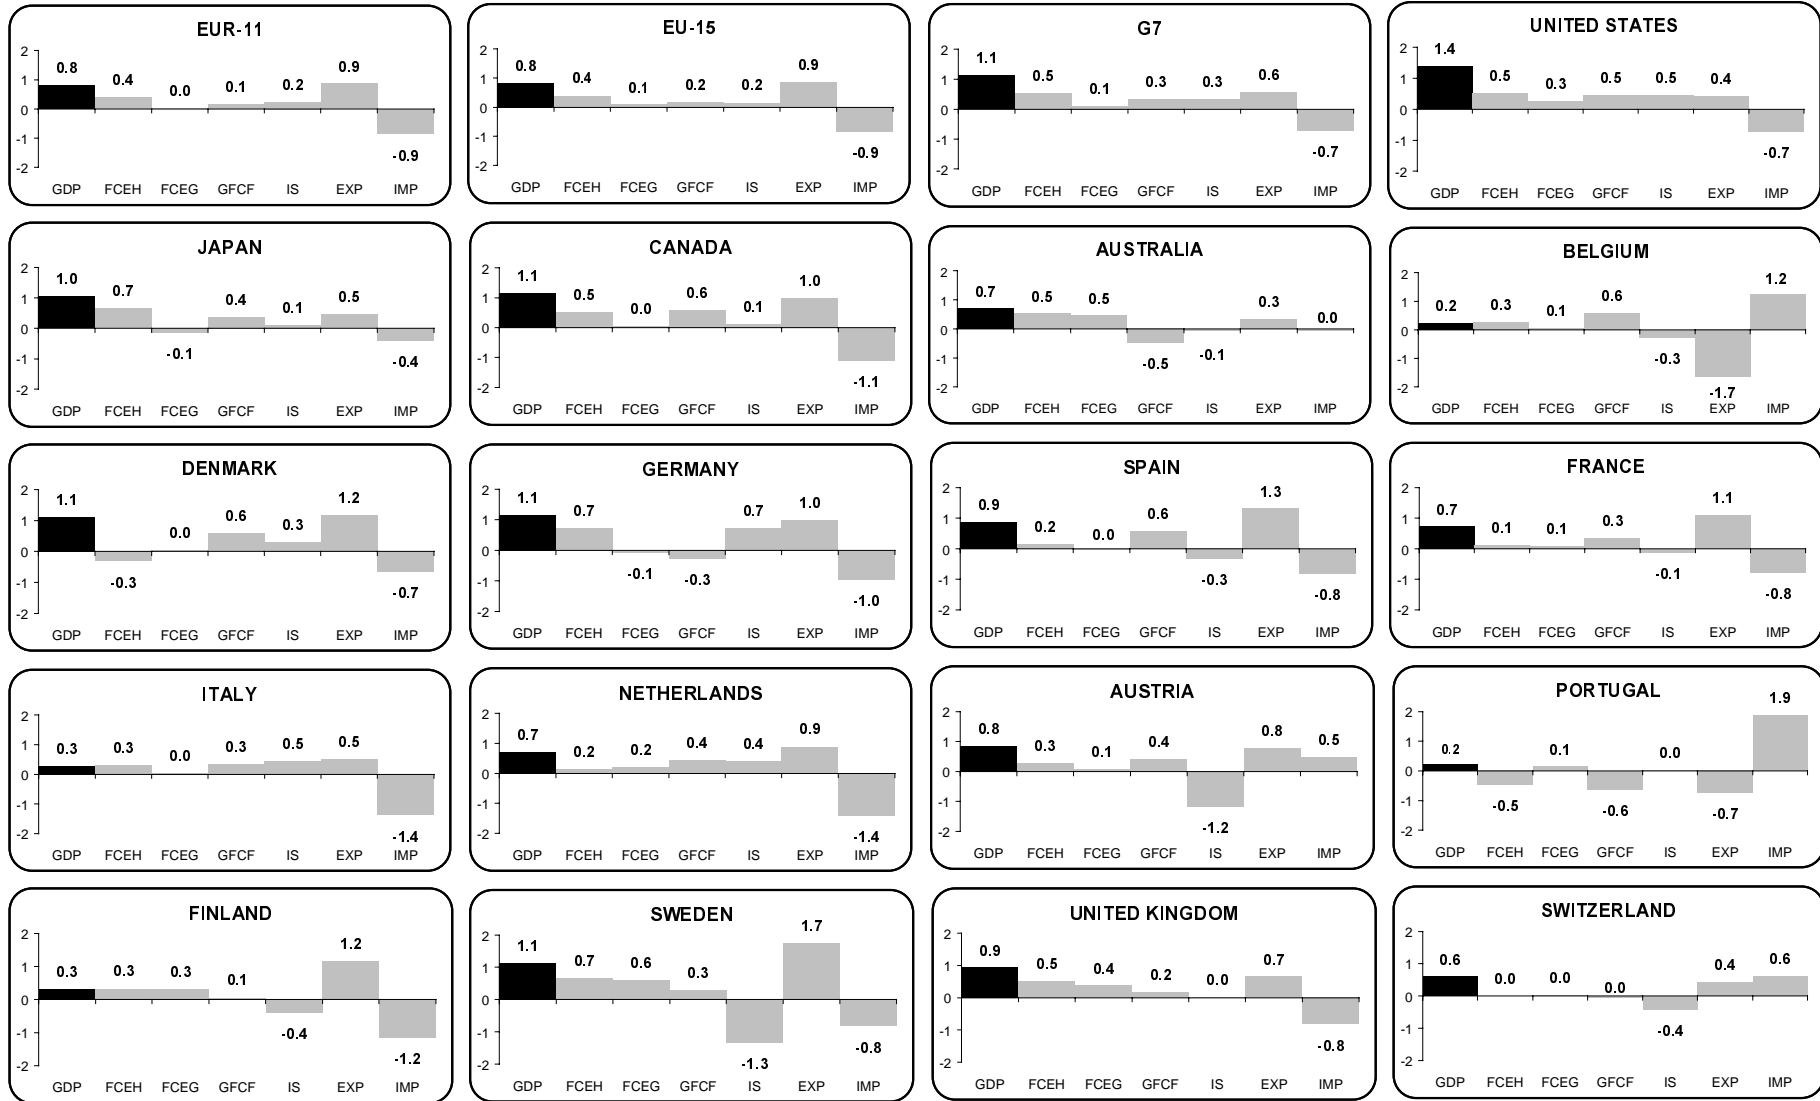 EUR-11
2
1
0
-1
-2
0.8 0.4 0.0 0.1 0.2 0.9 -0.9
GDP FCEH FCEG GFCF IS EXP IMP
EU-15
2
1
0
-1
-2
0.8 0.4 0.1 0.2 0.2 0.9 -0.9
GDP FCEH FCEG GFCF IS EXP IMP
G7
2
1
0
-1
-2
1.1 0.5 0.1 0.3 0.3 0.6 -0.7
GDP FCEH FCEG GFCF IS EXP IMP
UNITED STATES
2
1
0
-1
-2
1.4 0.5 0.3 0.5 0.5 0.4 -0.7
GDP FCEH FCEG GFCF IS EXP IMP
JAPAN
2
1
0
-1
-2
1.0 0.7 -0.1 0.4 0.1 0.5 -0.4
GDP FCEH FCEG GFCF IS EXP IMP
CANADA
2
1
0
-1
-2
1.1 0.5 0.0 0.6 0.1 1.0 -1.1
GDP FCEH FCEG GFCF IS EXP IMP
AUSTRALIA
2
1
0
-1
-2
0.7 0.5 0.5 -0.5 -0.1 0.3 0.0
GDP FCEH FCEG GFCF IS EXP IMP
BELGIUM
2
1
0
-1
-2
0.2 0.3 0.1 0.6 -0.3 -1.7 1.2
GDP FCEH FCEG GFCF IS EXP IMP
DENMARK
2
1
0
-1
-2
1.1 -0.3 0.0 0.6 0.3 1.2 -0.7
GDP FCEH FCEG GFCF IS EXP IMP
GERMANY
2
1
0
-1
-2
1.1 0.7 -0.1 -0.3 0.7 1.0 -1.0
GDP FCEH FCEG GFCF IS EXP IMP
SPAIN
2
1
0
-1
-2
0.9 0.2 0.0 0.6 -0.3 1.3 -0.8
GDP FCEH FCEG GFCF IS EXP IMP
FRANCE
2
1
0
-1
-2
0.7 0.1 0.1 0.3 -0.1 1.1 -0.8
GDP FCEH FCEG GFCF IS EXP IMP
ITALY
2
1
0
-1
-2
0.3 0.3 0.0 0.3 0.5 0.5 -1.4
GDP FCEH FCEG GFCF IS EXP IMP
NETHERLANDS
2
1
0
-1
-2
0.7 0.2 0.2 0.4 0.4 0.9 -1.4
GDP FCEH FCEG GFCF IS EXP IMP
AUSTRIA
2
1
0
-1
-2
0.8 0.3 0.1 0.4 -1.2 0.8 0.5
GDP FCEH FCEG GFCF IS EXP IMP
PORTUGAL
2
1
0
-1
-2
0.2 -0.5 0.1 -0.6 0.0 -0.7 1.9
GDP FCEH FCEG GFCF IS EXP IMP
FINLAND
2
1
0
-1
-2
0.3 0.3 0.3 0.1 -0.4 1.2 -1.2
GDP FCEH FCEG GFCF IS EXP IMP
SWEDEN
2
1
0
-1
-2
1.1 0.7 0.6 0.3 -1.3 1.7 -0.8
GDP FCEH FCEG GFCF IS EXP IMP
UNITED KINGDOM
2
1
0
-1
-2
0.9 0.5 0.4 0.2 0.0 0.7 -0.8
GDP FCEH FCEG GFCF IS EXP IMP
SWITZERLAND
2
1
0
-1
-2
0.6 0.0 0.0 0.0 -0.4 0.4 0.6
GDP FCEH FCEG GFCF IS EXP IMP